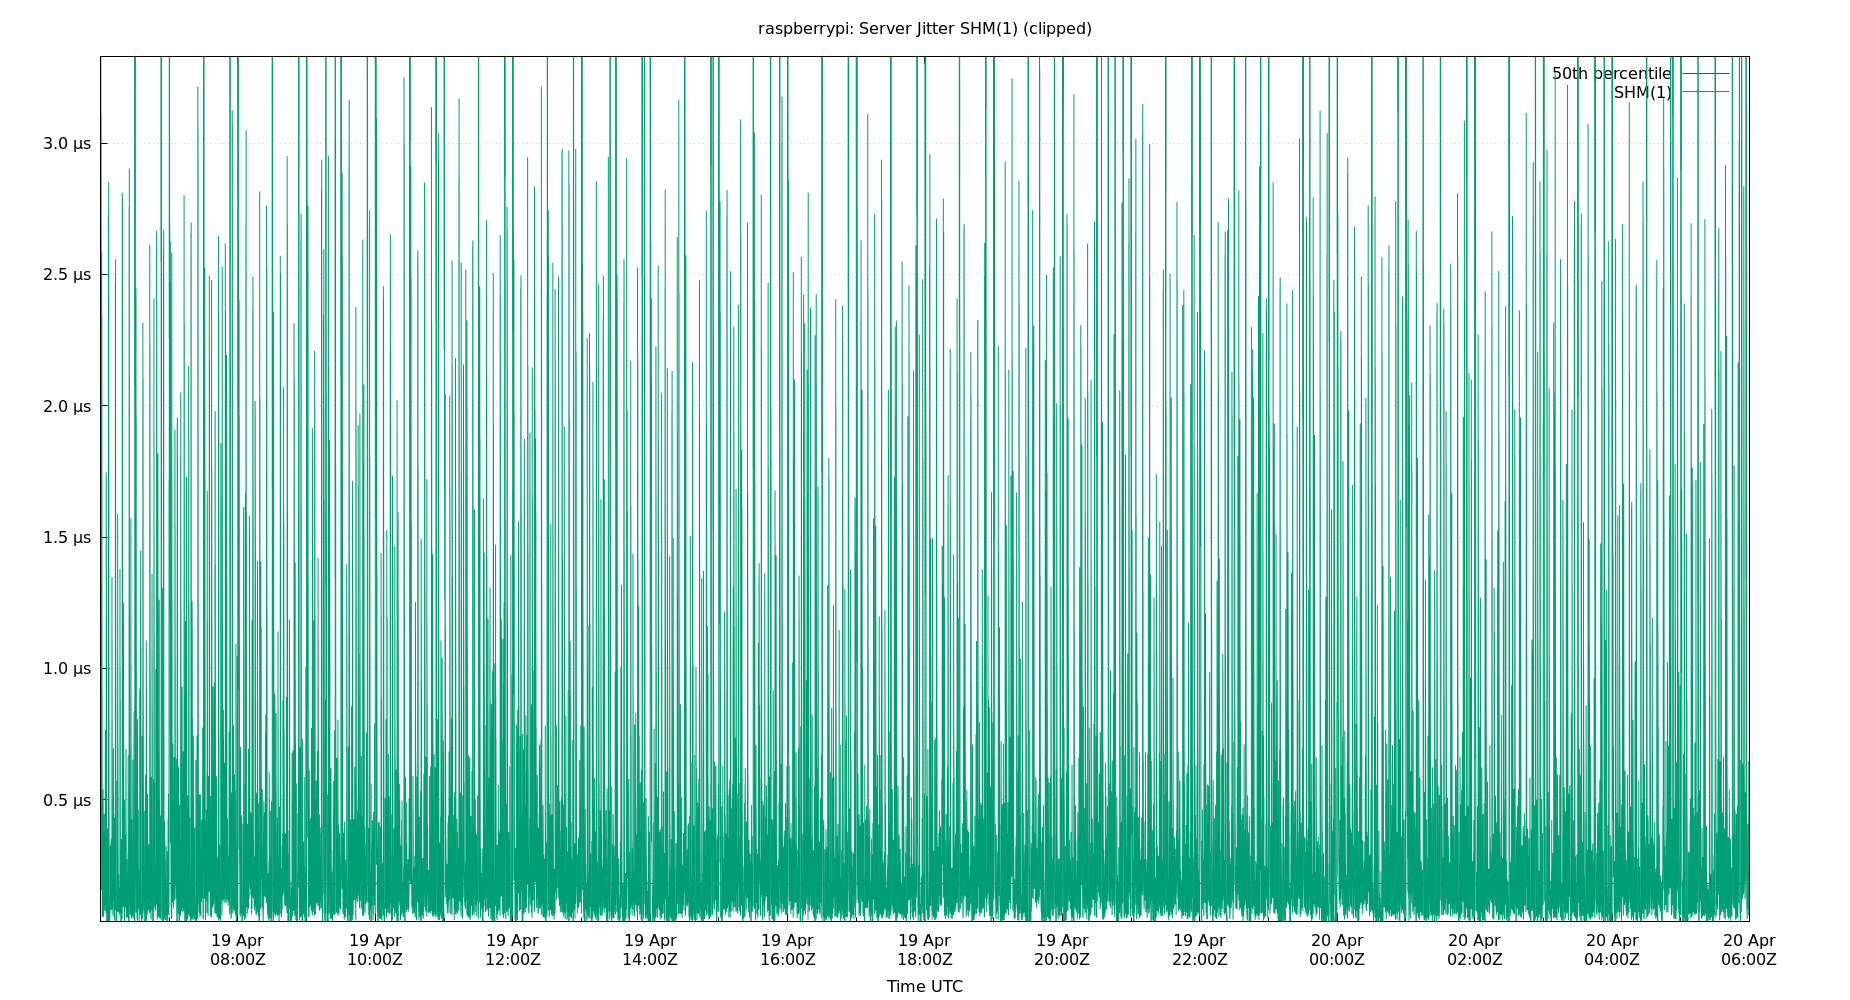 raspberrypi: Server Jitter SHM(1) (clipped)
50th percentile
SHM(1)
3.0 µs
2.5 µs
2.0 µs
1.5 µs
1.0 µs
0.5 µs
19 Apr 19 Apr 19 Apr 19 Apr 19 Apr 19 Apr 19 Apr 19 Apr 20 Apr 20 Apr 20 Apr 20 Apr
08:00Z 10:00Z 12:00Z 14:00Z 16:00Z 18:00Z 20:00Z 22:00Z 00:00Z 02:00Z 04:00Z 06:00Z
Time UTC